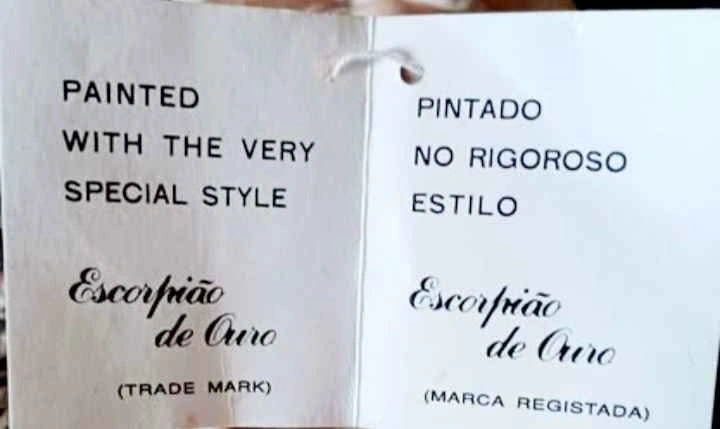 PAINTED
WITH THE VERY
SPECIAL STYLE
Escorpião
de Ouro
(TRADE MARK)
PINTADO
NO RIGOROSO
ESTILO
Escorpião
de Ouro
(MARCA REGISTADA)